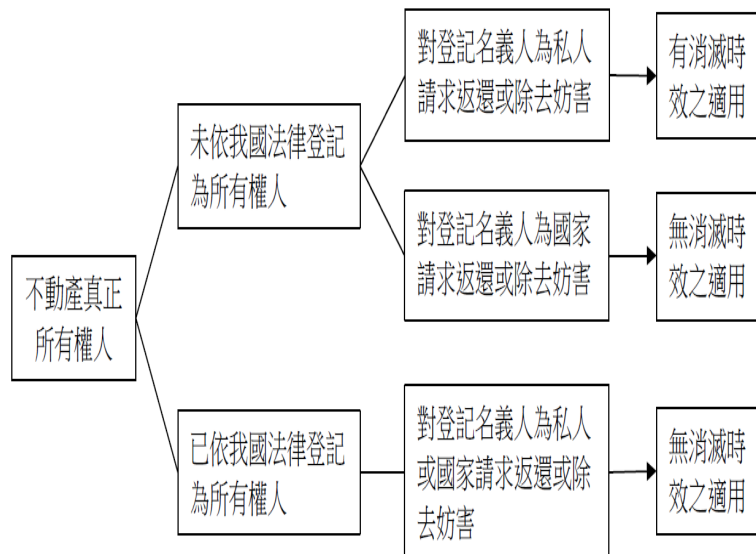 對登記名義人為私人
請求返還或除去妨害
有消滅時
效之適用
未依我國法律登記
為所有權人
對登記名義人為國家
請求返還或除去妨害
無消滅時
效之適用
不動產真正
所有權人
已依我國法律登記
為所有權人
對登記名義人為私人
或國家請求返還或除
去妨害
無消滅時
效之適用